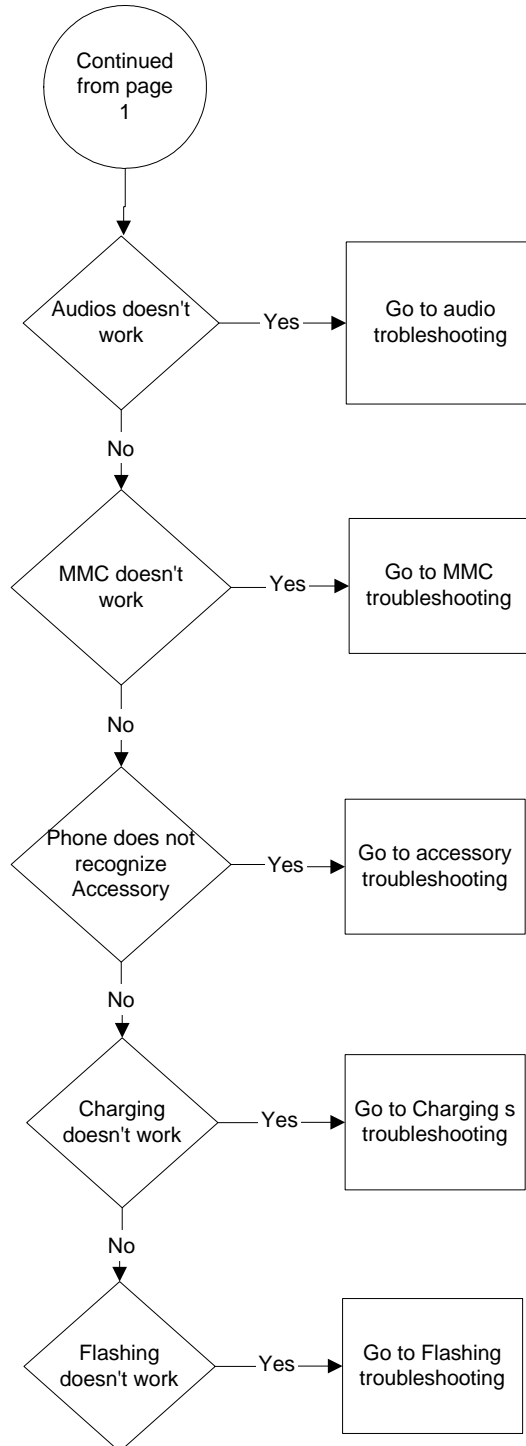 Continued
from page
1
Audios doesn't
work
Yes
Go to audio
trobleshooting
No
MMC doesn't
work
Yes
Go to MMC
troubleshooting
No
Phone does not
recognize
Accessory
Yes
Go to accessory
troubleshooting
No
Charging
doesn't work
Yes
Go to Charging s
troubleshooting
No
Flashing
doesn't work
Yes
Go to Flashing
troubleshooting